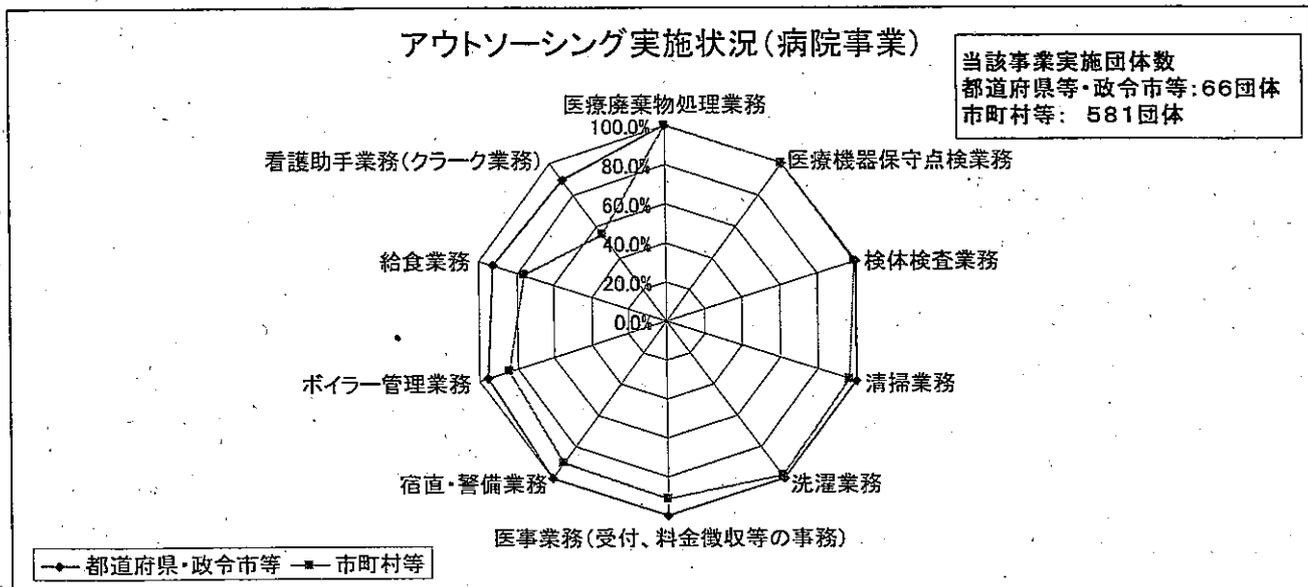 アウトソーシング実施状況(病院事業)
当該事業実施団体数
都道府県等・政令市等:66団体
市町村等: 581団体
医療廃棄物処理業務
医療機器保守点検業務
検体検査業務
清掃業務
洗濯業務
医事業務(受付、料金徴収等の事務)
宿直・警備業務
ボイラー管理業務
給食業務
看護助手業務(クラーク業務)
100.0%
80.0%
60.0%
40.0%
20.0%
0.0%
都道府県・政令市等
市町村等